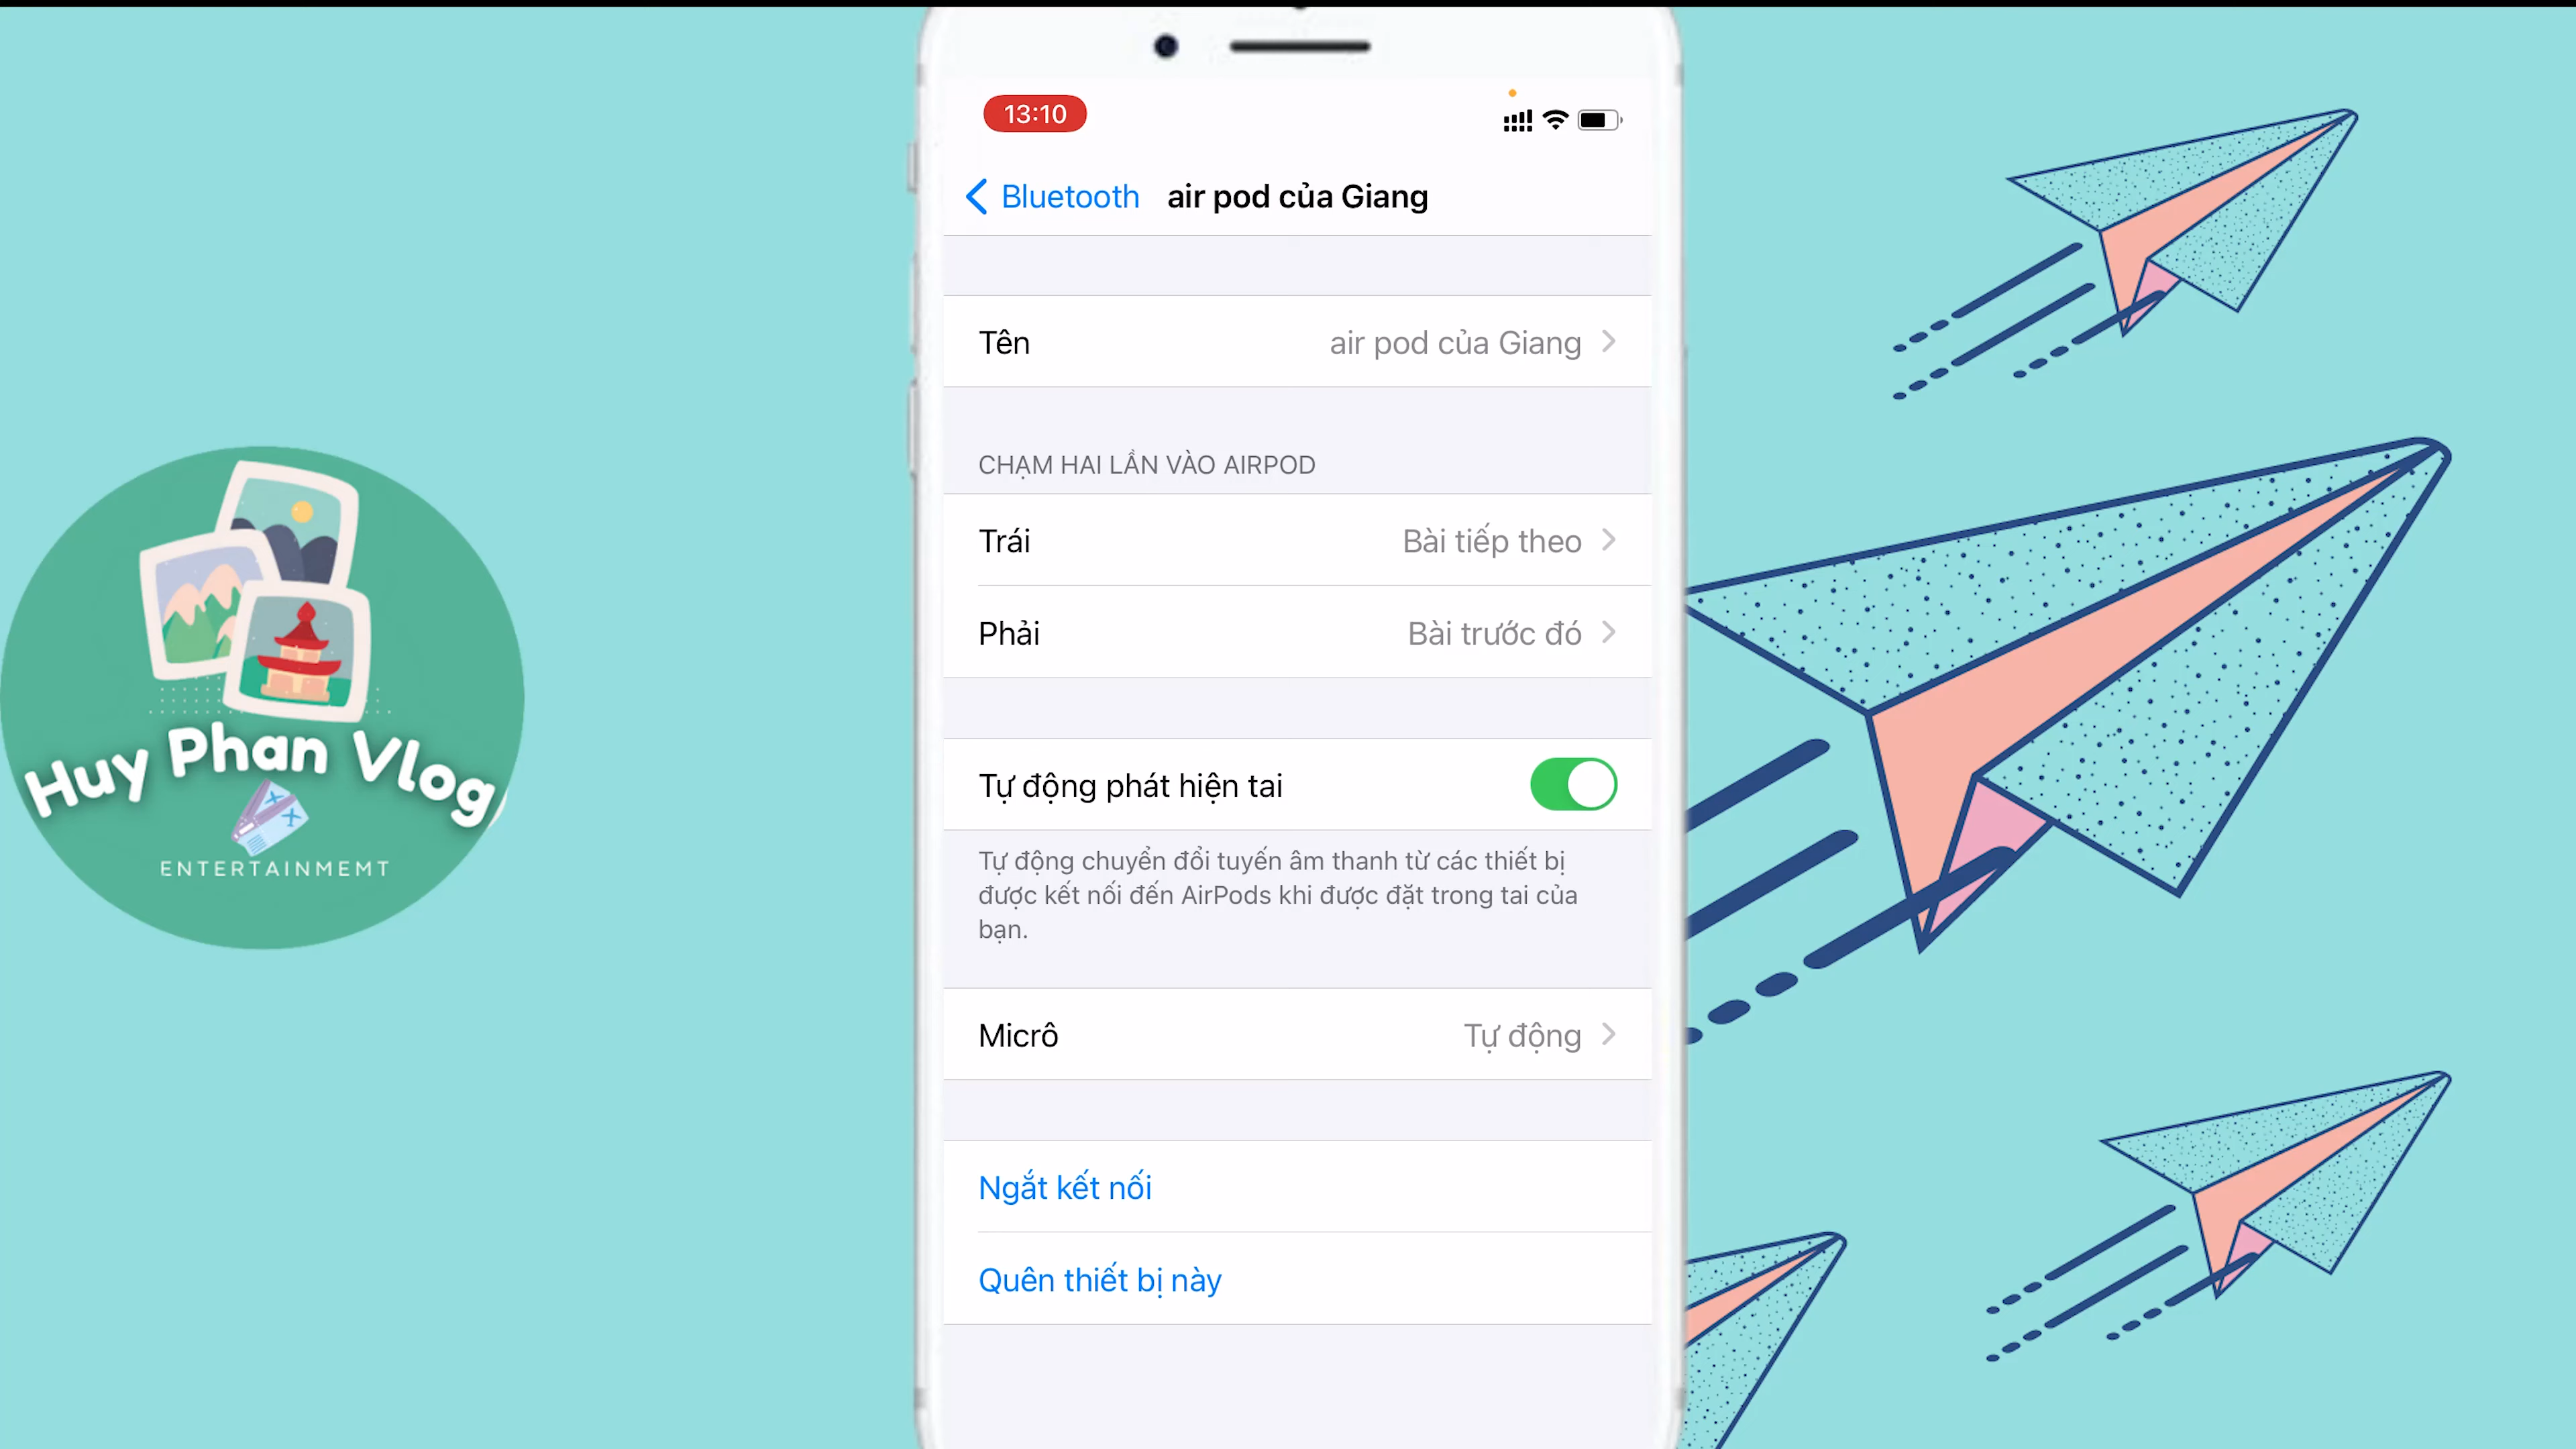 13:10
Bluetooth air pod của Giang
Tên air pod của Giang
CHẠM HAI LẦN VÀO AIRPOD
Trái Bài tiếp theo
Phải Bài trước đó
Tự động phát hiện tai
Tự động chuyển đổi tuyến âm thanh từ các thiết bị
được kết nối đến AirPods khi được đặt trong tai của
bạn.
Micrô Tự động
Ngắt kết nối
Quên thiết bị này
Huy Phan Vlog
ENTERTAINMEMT